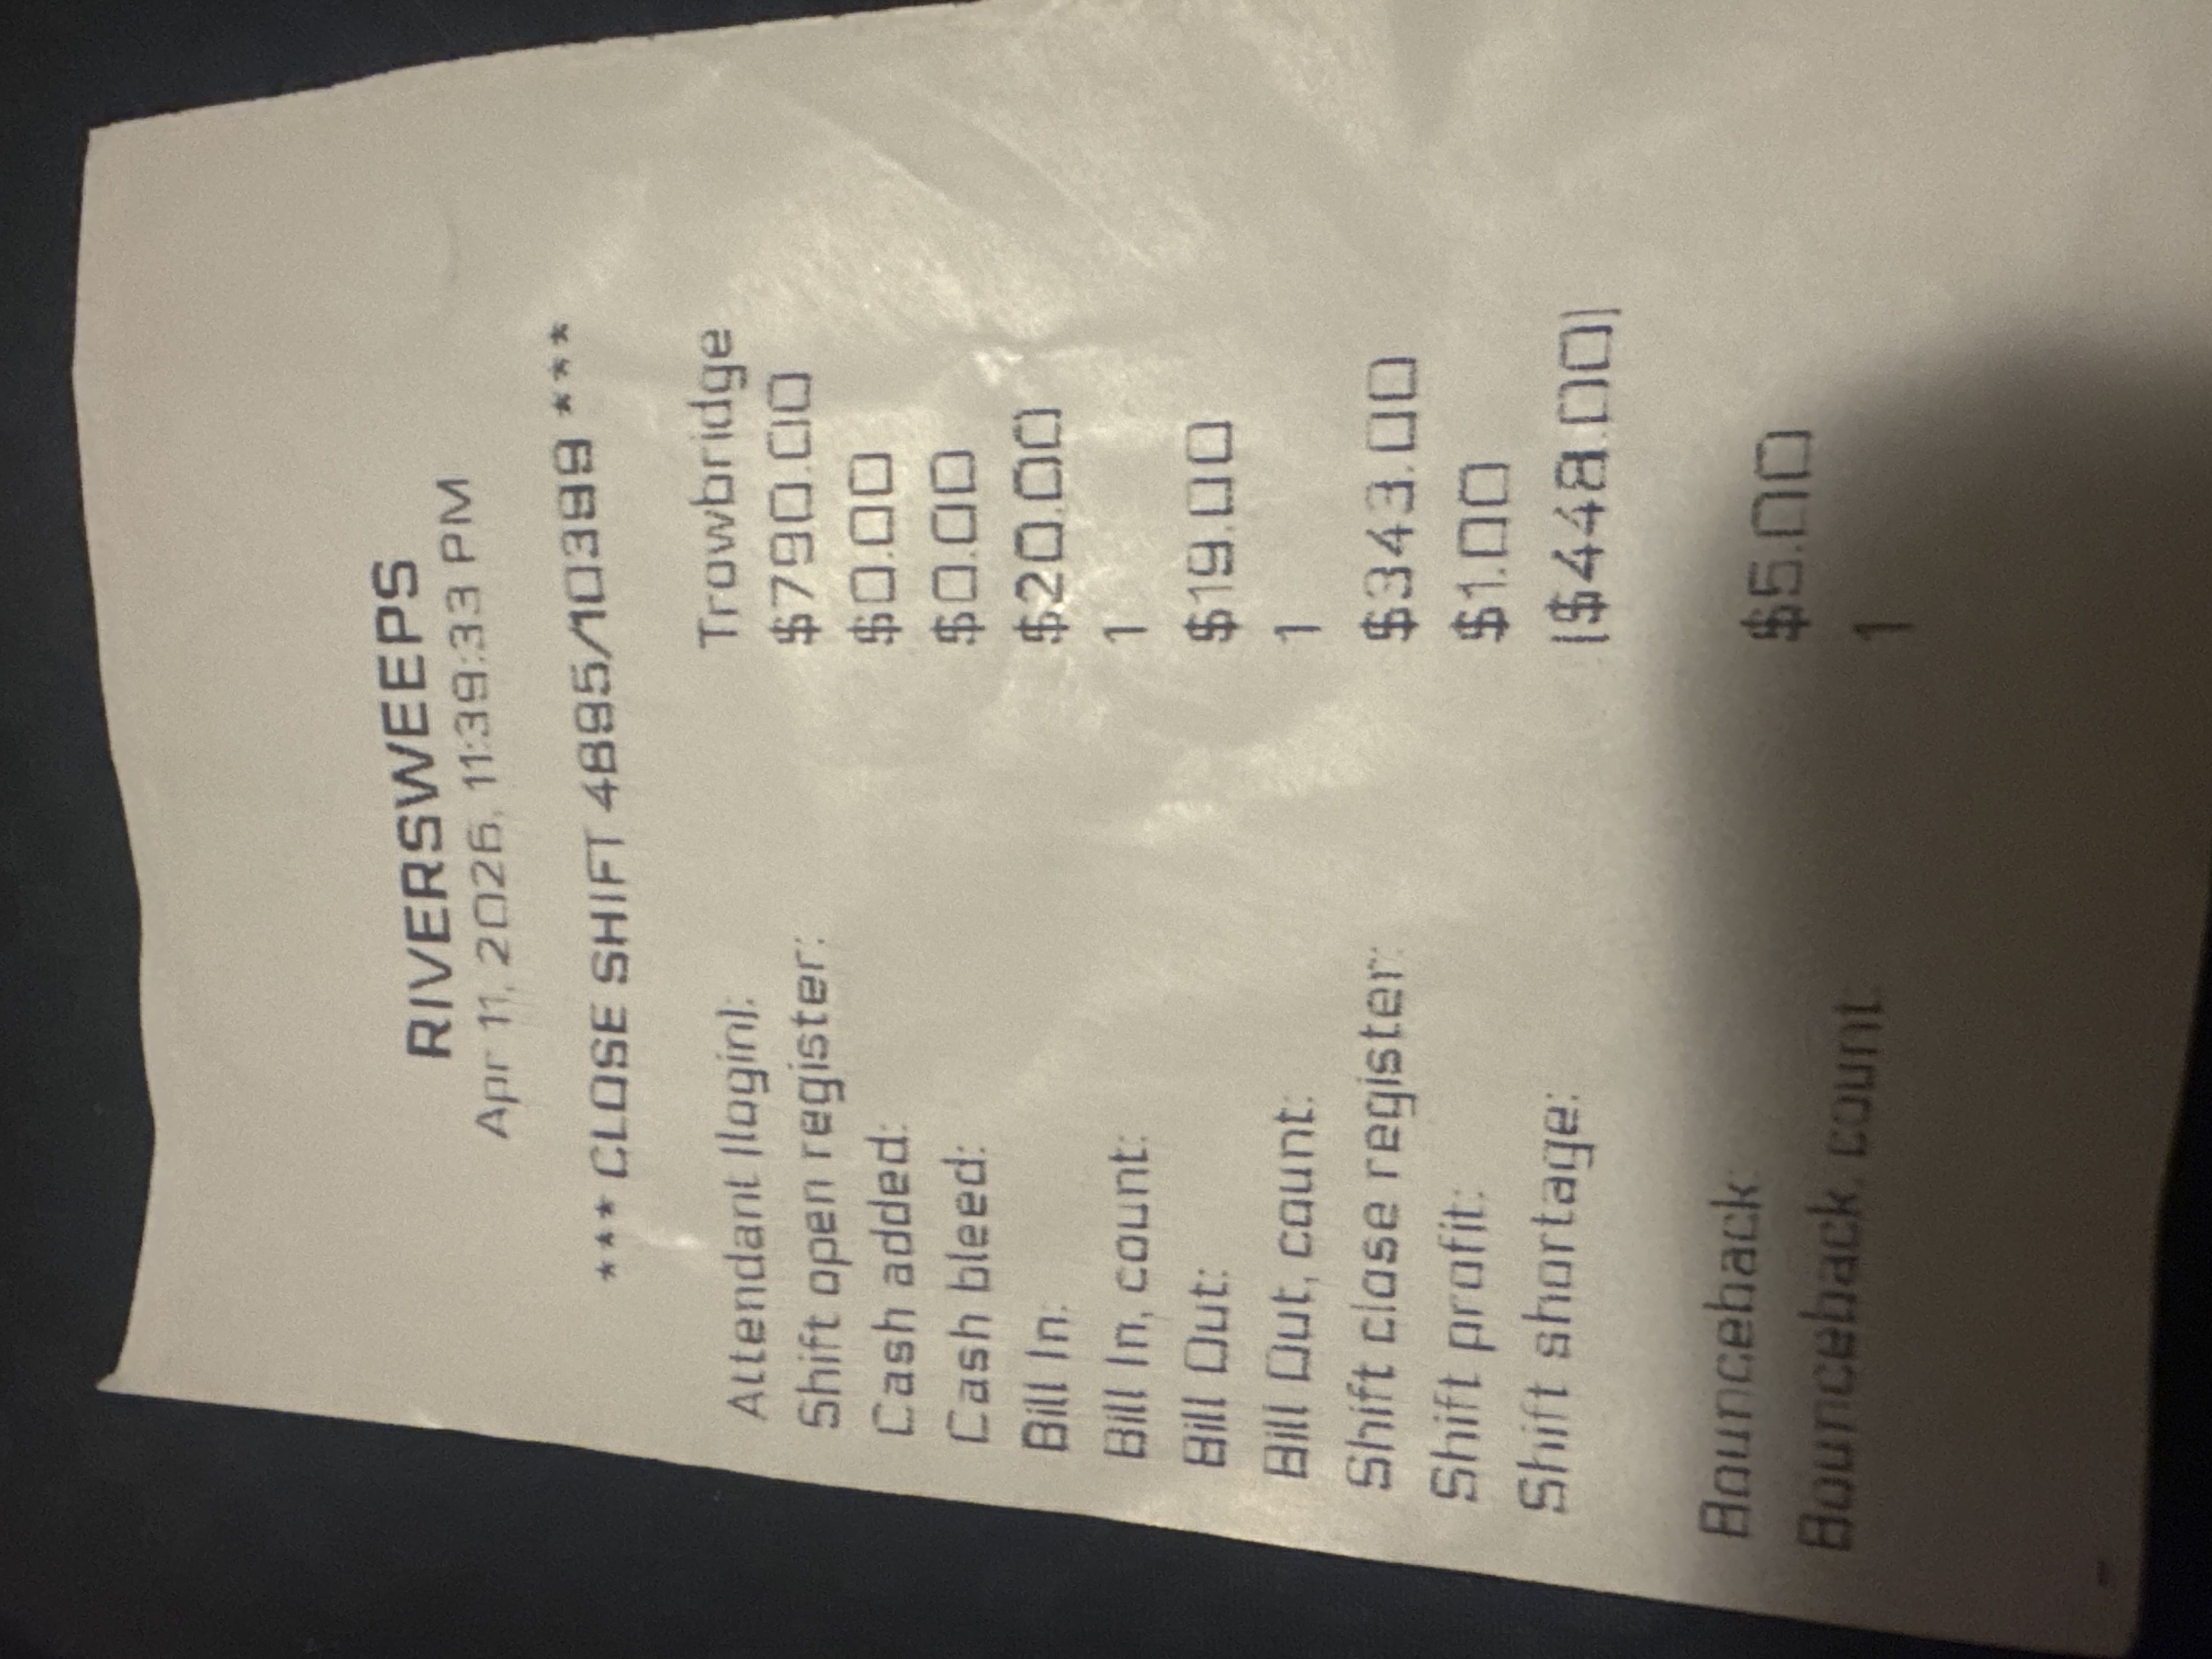 RIVERSWEEPS
Apr 11, 2026, 11:39:33 PM
*** CLOSE SHIFT 4895/10399 ***
Attendant (login): Trowbridge
Shift open register: $790.00
Cash added: $0.00
Cash bleed: $0.00
Bill In: $20.00
Bill In, count: 1
Bill Out: $19.00
Bill Out, count: 1
Shift close register: $343.00
Shift profit: $1.00
Shift shortage: ($448.00)
Bounceback: $5.00
Bounceback, count: 1